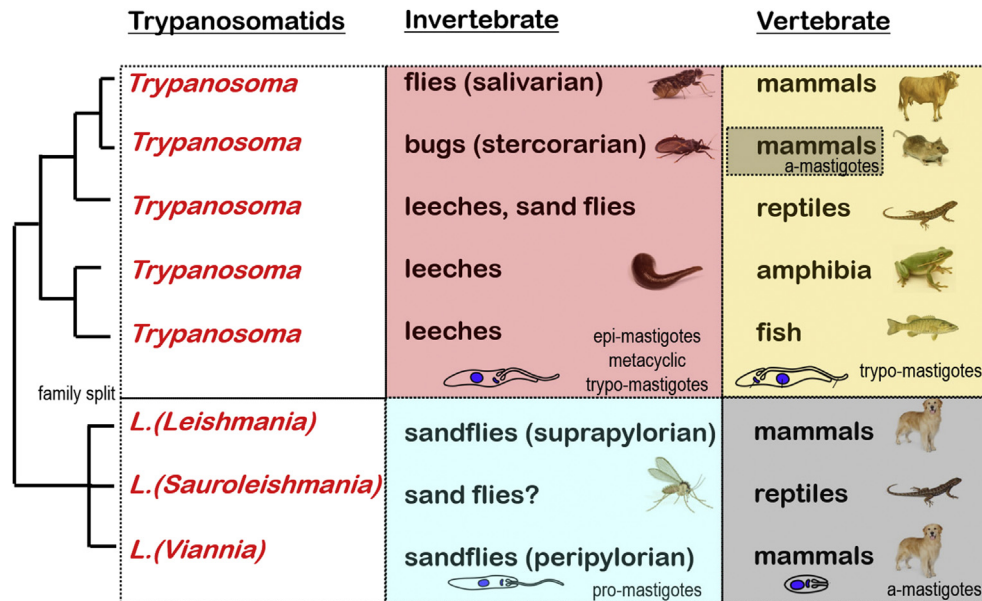 Trypanosomatids Invertebrate Vertebrate
Trypanosoma flies (salivarian) mammals
Trypanosoma bugs (stercorarian) mammals
a-mastigotes
Trypanosoma leeches, sand flies reptiles
Trypanosoma leeches amphibia
Trypanosoma leeches fish
epi-mastigotes
metacyclic
trypo-mastigotes
trypo-mastigotes
family split
L.(Leishmania) sandflies (suprapylorian) mammals
L.(Sauroleishmania) sand flies? reptiles
L.(Viannia) sandflies (peripylorian) mammals
pro-mastigotes a-mastigotes